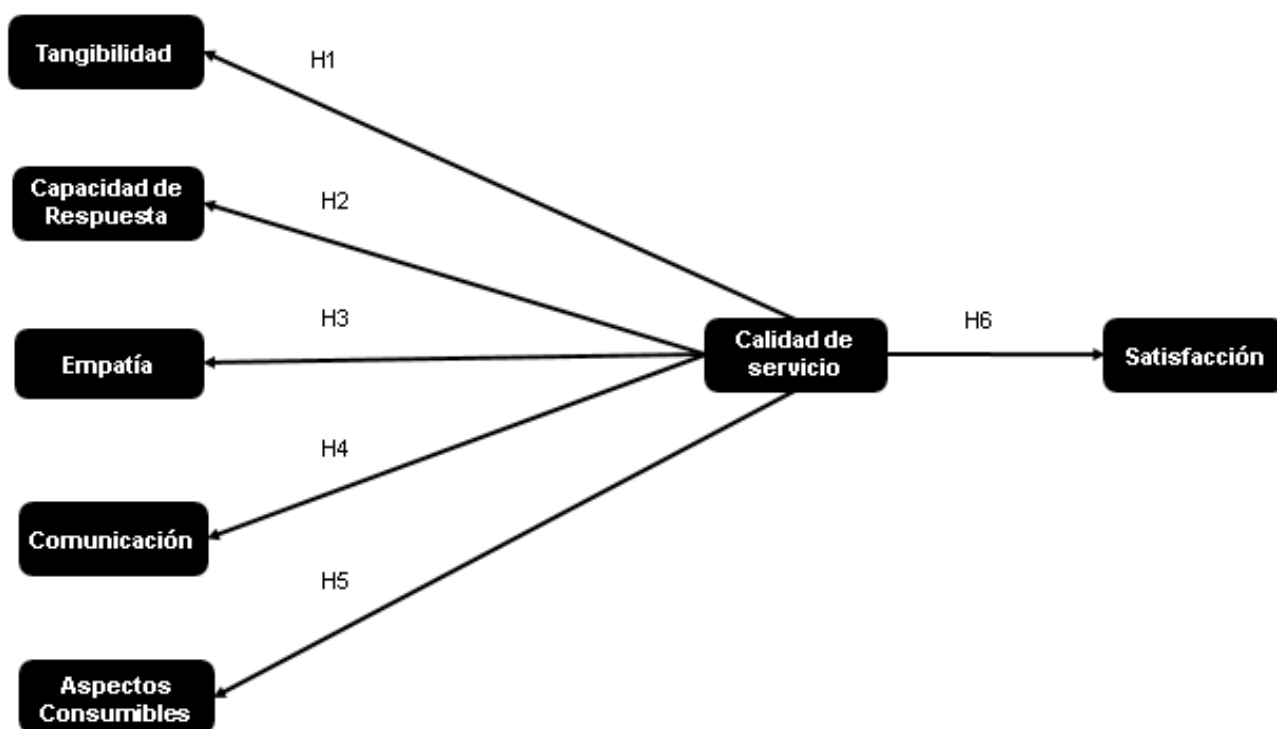 Tangibilidad
H1
Capacidad de
Respuesta
H2
Empatía
H3
Calidad de
servicio
H6
Satisfacción
H4
Comunicación
H5
Aspectos
Consumibles